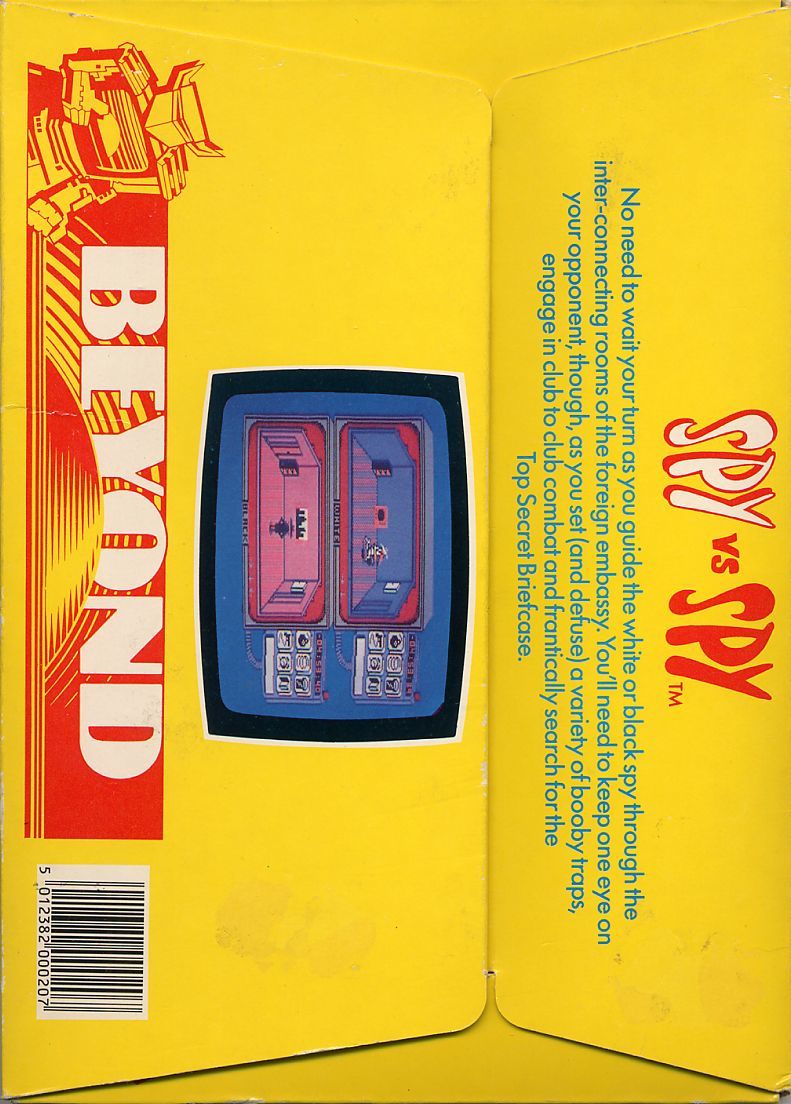 SPY vs SPY TM
No need to wait your turn as you guide the white or black spy through the
inter-connecting rooms of the foreign embassy. You'll need to keep one eye on
your opponent, though, as you set (and defuse) a variety of booby traps,
engage in club to club combat and frantically search for the
Top Secret Briefcase.
WHITE
BLACK
BEYOND
5 012382 000207